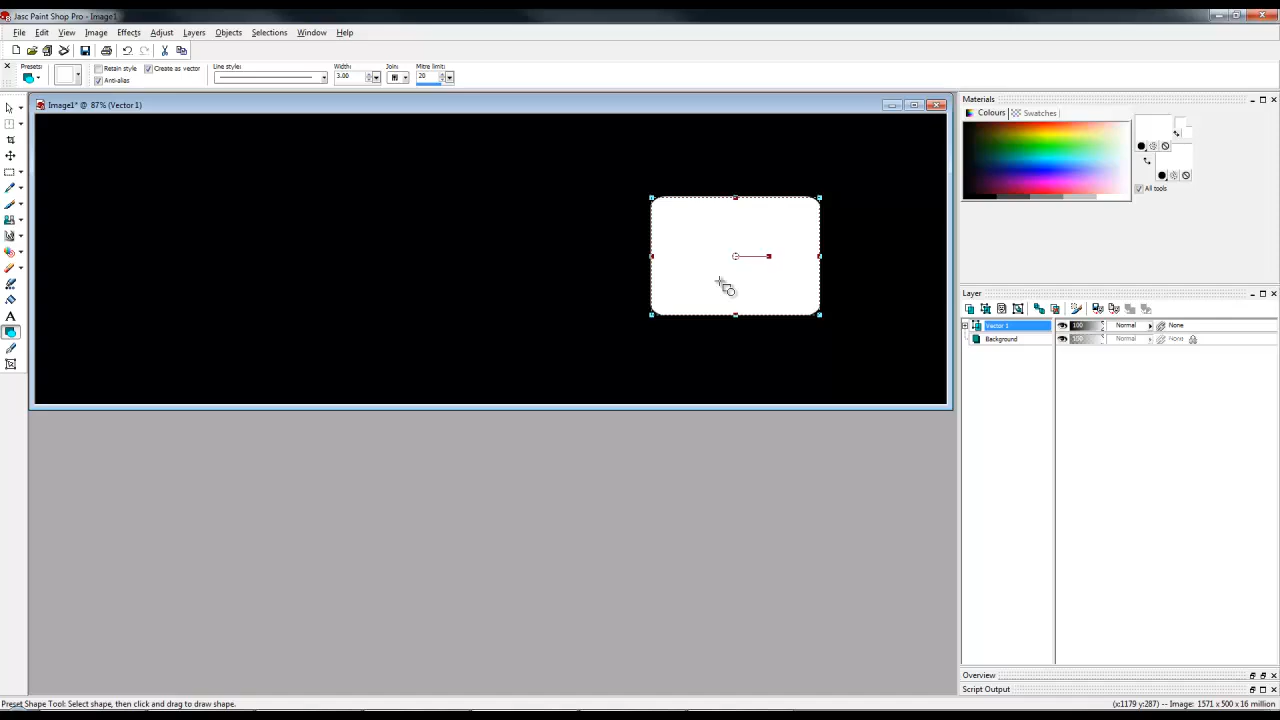 Jasc Paint Shop Pro - Image1
File Edit View Image Effects Adjust Layers Objects Selections Window Help
Presets: Retain style Create as vector Line style: Width: Join: Mitre limit:
Anti-alias 3.00 20
Image1* @ 87% (Vector 1)
Materials
Colours Swatches
All tools
Layer
Vector 1 100 Normal None
Background 100 Normal None
Overview
Script Output
Preset Shape Tool: Select shape, then click and drag to draw shape. (x:1179 y:287) -- Image: 1571 x 500 x 16 million